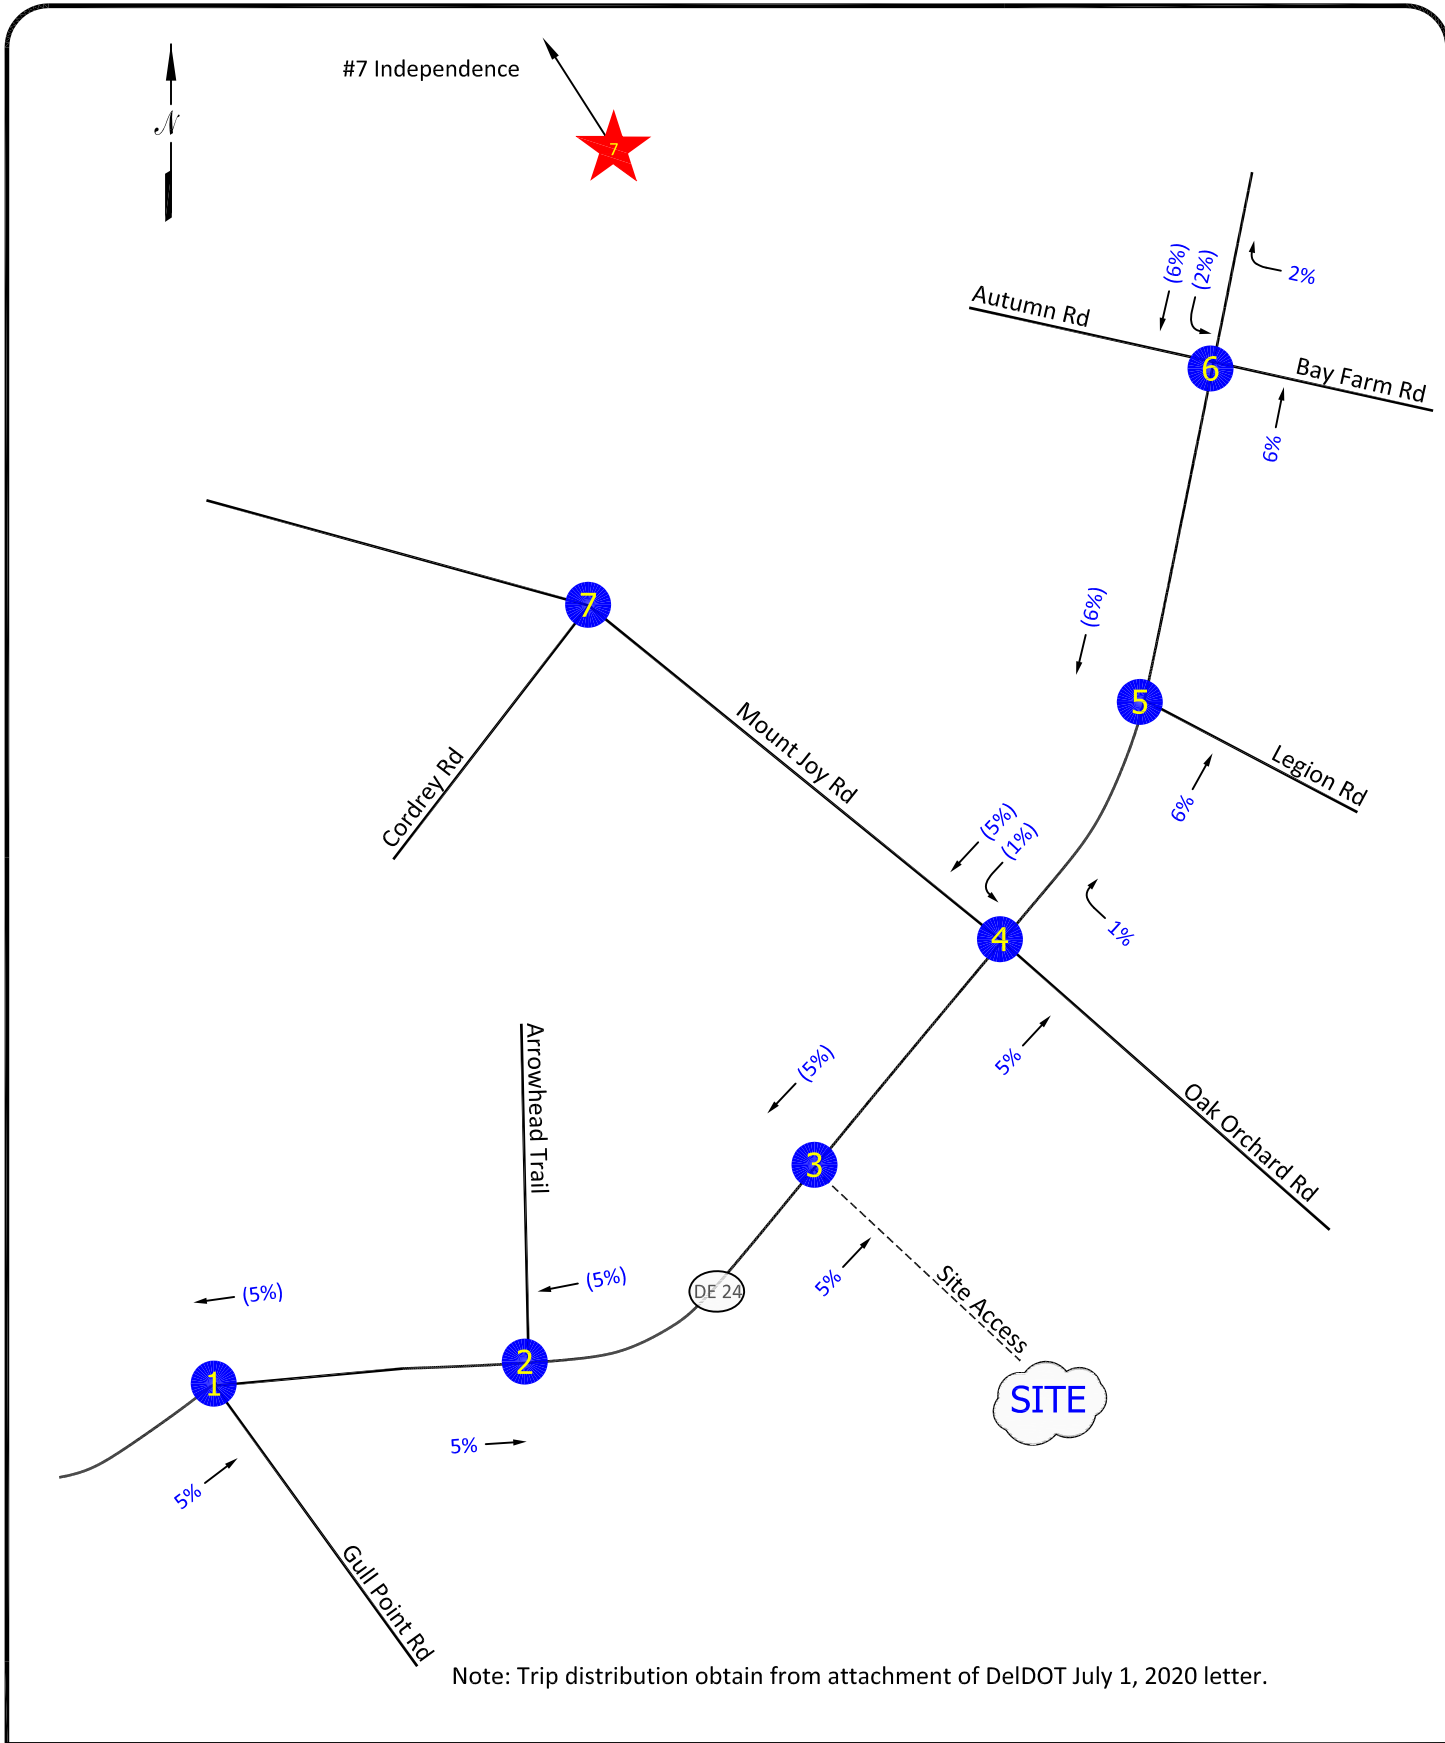 #7 Independence
N
7
(6%)
(2%)
2%
Autumn Rd
6
Bay Farm Rd
6%
7
(6%)
5
Mount Joy Rd
Cordrey Rd
Legion Rd
6%
(5%)
(1%)
4
1%
Arrowhead Trail
(5%)
5%
3
Oak Orchard Rd
(5%)
(5%)
5%
DE 24
Site Access
2
1
SITE
5%
5%
Gull Point Rd
Note: Trip distribution obtain from attachment of DelDOT July 1, 2020 letter.